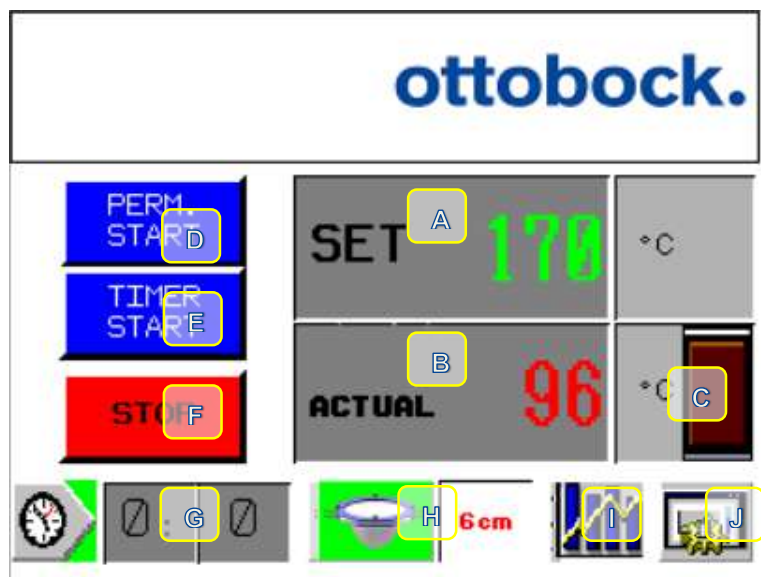 ottobock.
PERM.
START
D
SET
A
170
°C
TIMER
START
E
ACTUAL
B
96
°C
C
STOP
F
0 : 0
G
H
6cm
I
J